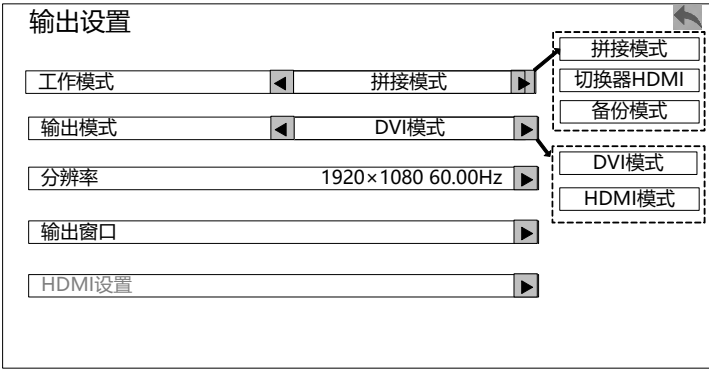 输出设置
工作模式 拼接模式
输出模式 DVI模式
分辨率 1920×1080 60.00Hz
输出窗口
HDMI设置
拼接模式
切换器HDMI
备份模式
DVI模式
HDMI模式